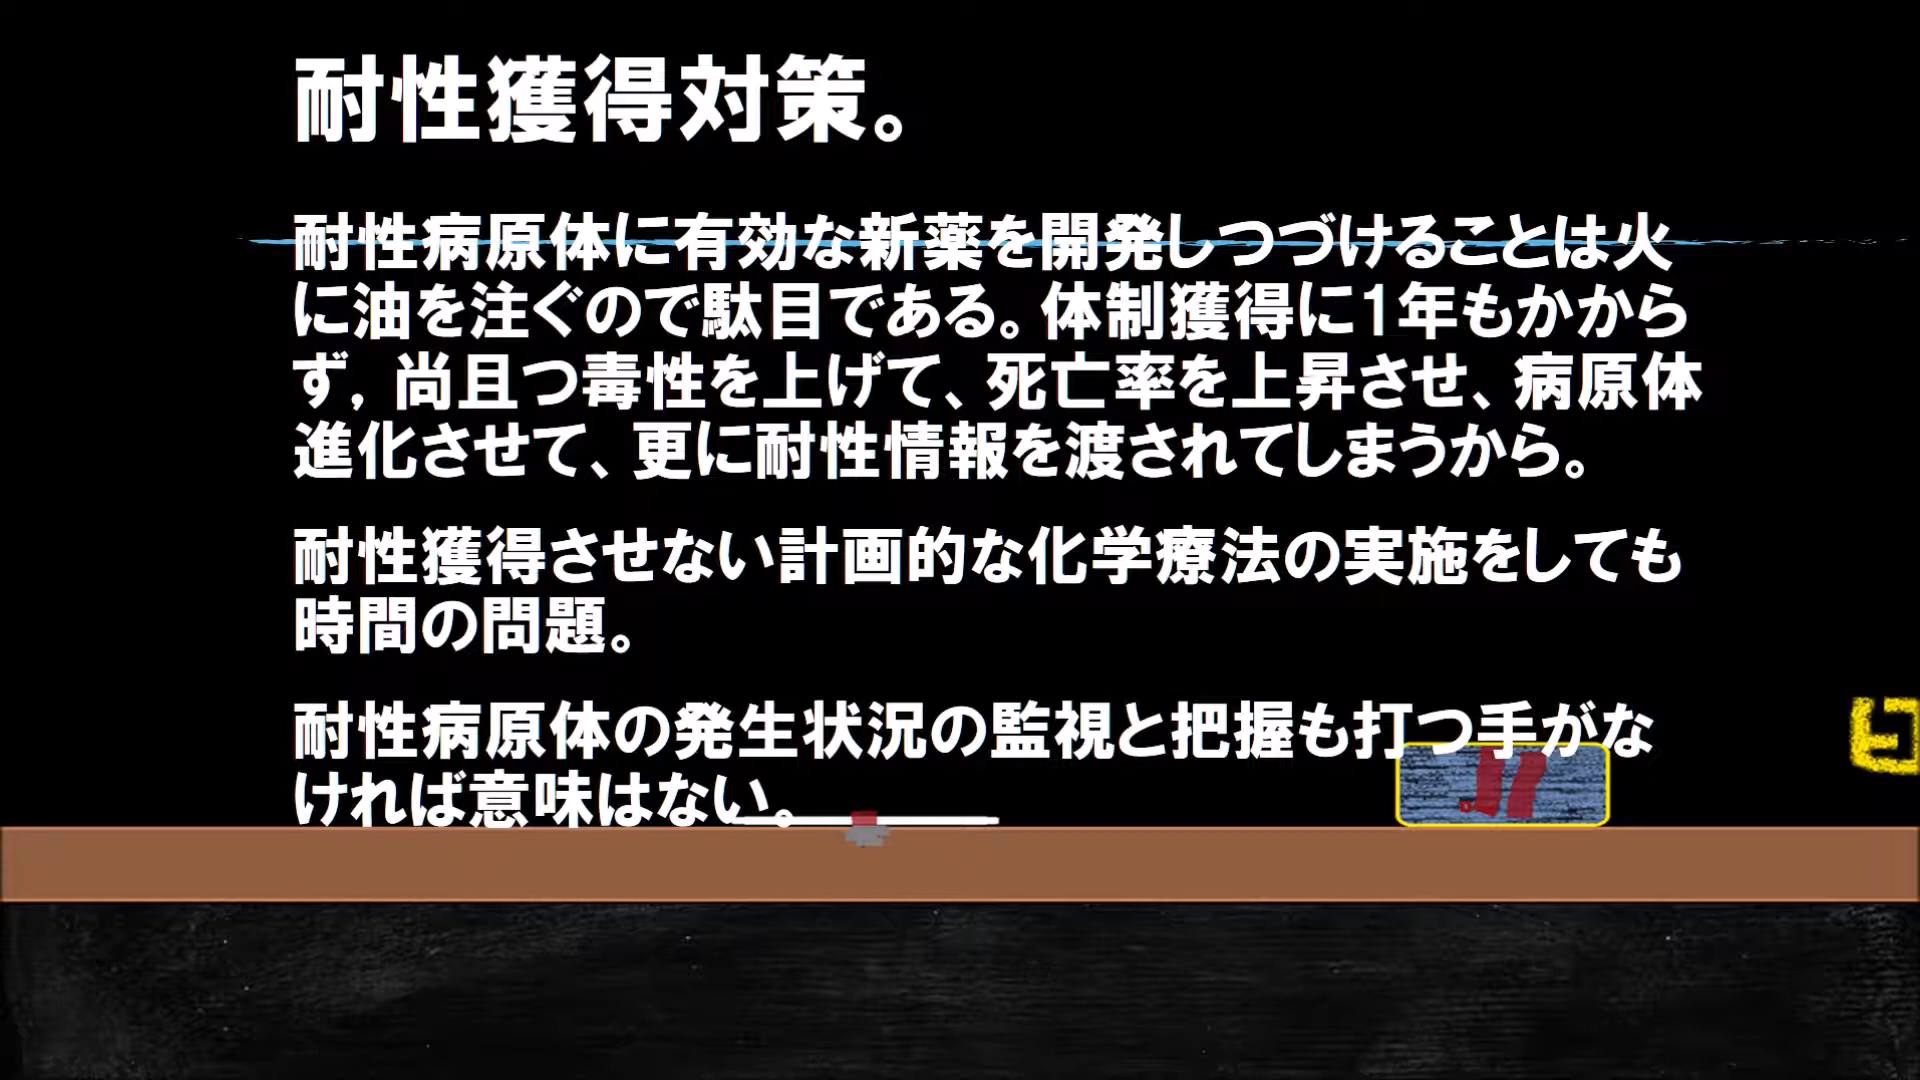 耐性獲得対策。
耐性病原体に有効な新薬を開発しつづけることは火
に油を注ぐので駄目である。体制獲得に1年もかから
ず，尚且つ毒性を上げて、死亡率を上昇させ、病原体
進化させて、更に耐性情報を渡されてしまうから。
耐性獲得させない計画的な化学療法の実施をしても
時間の問題。
耐性病原体の発生状況の監視と把握も打つ手がな
ければ意味はない。